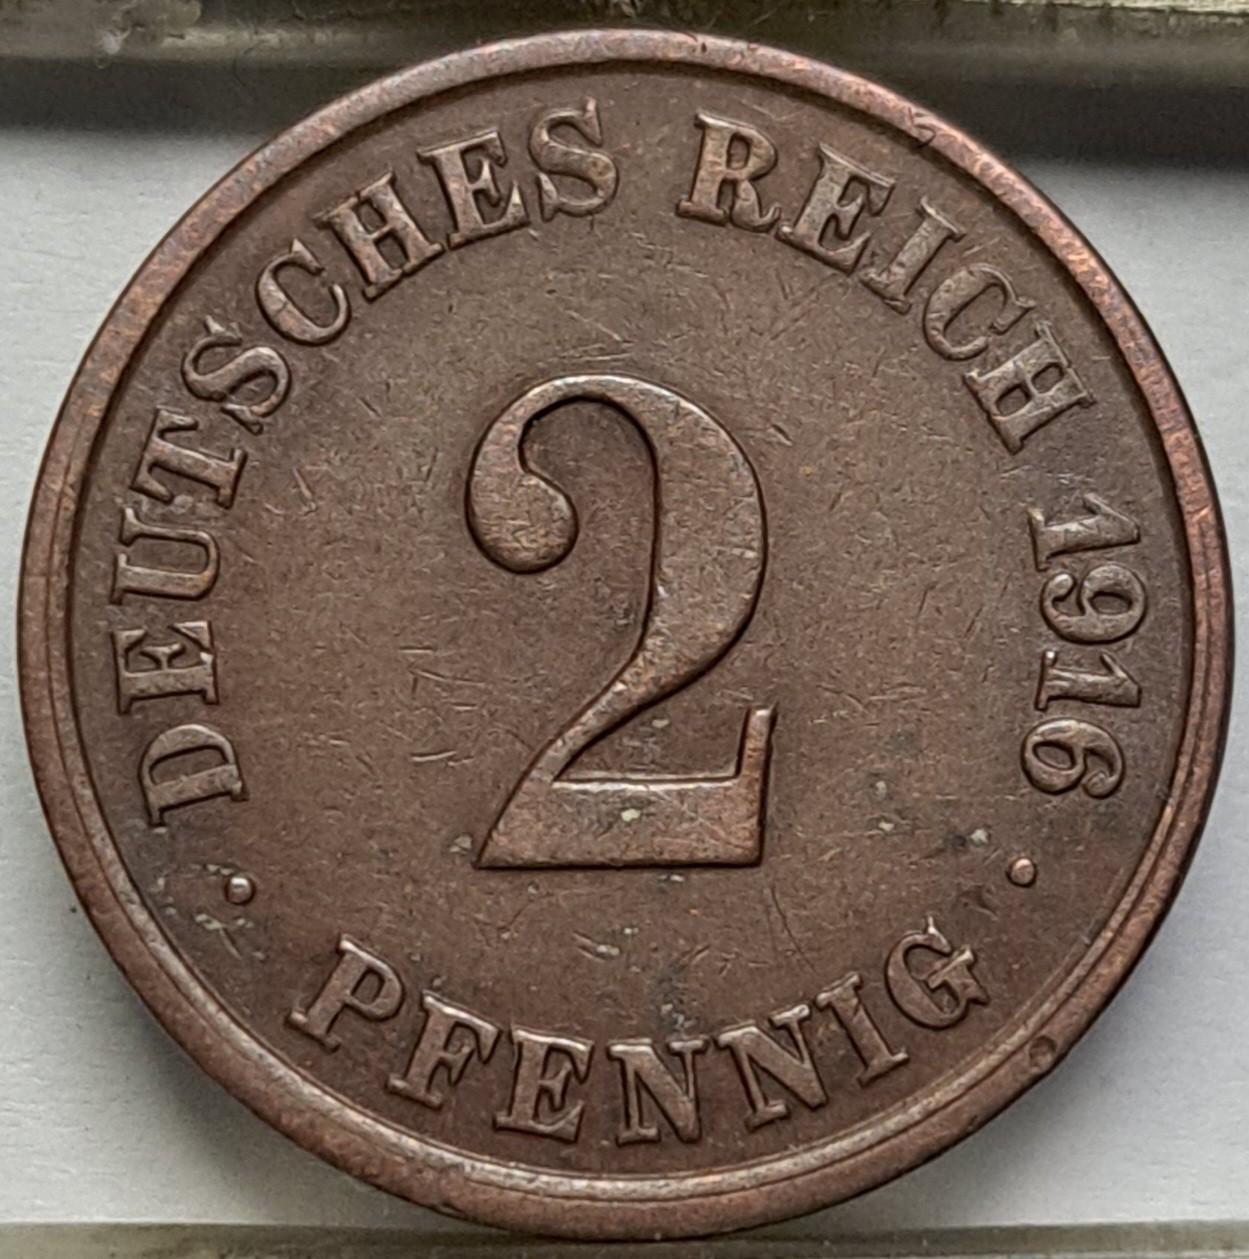 DEUTSCHES REICH 1916
2
· PFENNIG ·